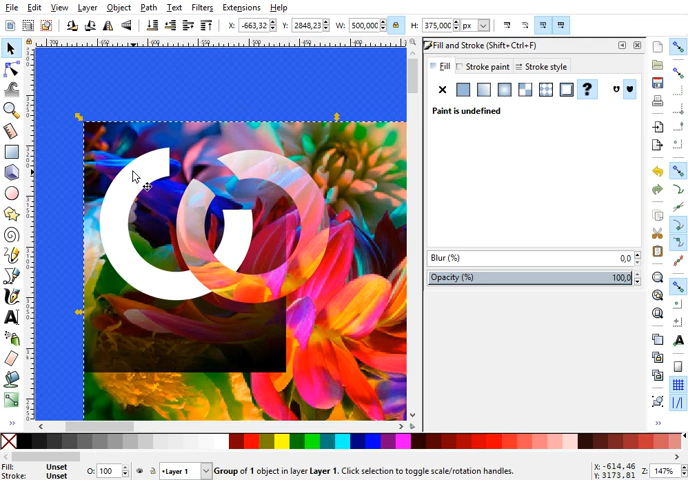 File Edit View Layer Object Path Text Filters Extensions Help
X: -663,32 Y: 2848,23 W: 500,000 H: 375,000 px
Fill and Stroke (Shift+Ctrl+F)
Fill Stroke paint Stroke style
?
Paint is undefined
Blur (%) 0,0
Opacity (%) 100,0
Fill: Unset
Stroke: Unset
O: 100
•Layer 1
Group of 1 object in layer Layer 1. Click selection to toggle scale/rotation handles.
X: -614,46
Y: 3173,81
Z: 147%